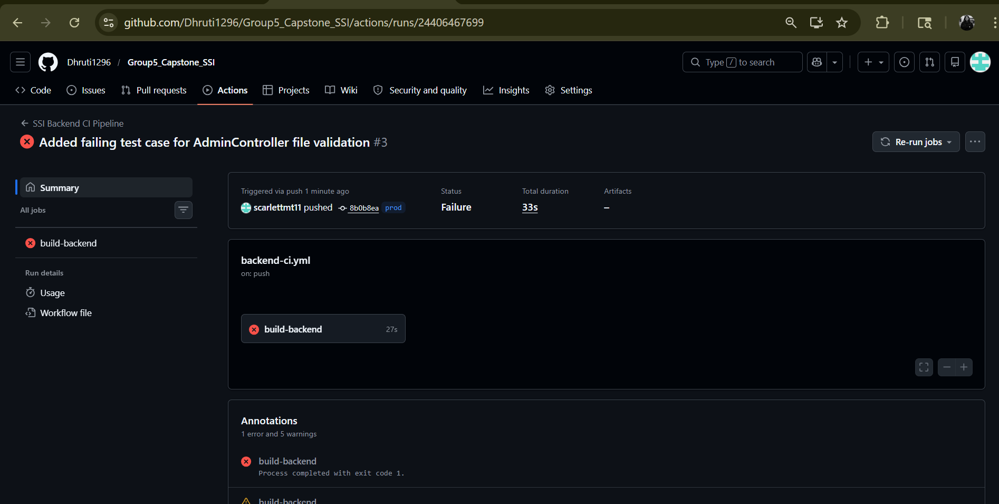 github.com/Dhruti1296/Group5_Capstone_SSI/actions/runs/24406467699
Dhruti1296 / Group5_Capstone_SSI
Type / to search
Code Issues Pull requests Actions Projects Wiki Security and quality Insights Settings
SSI Backend CI Pipeline
Added failing test case for AdminController file validation #3
Re-run jobs
Summary
All jobs
build-backend
Run details
Usage
Workflow file
Triggered via push 1 minute ago
scarlettmt11 pushed 8b0b8ea prod
Status
Failure
Total duration
33s
Artifacts
–
backend-ci.yml
on: push
build-backend 27s
Annotations
1 error and 5 warnings
build-backend
Process completed with exit code 1.
build-backend